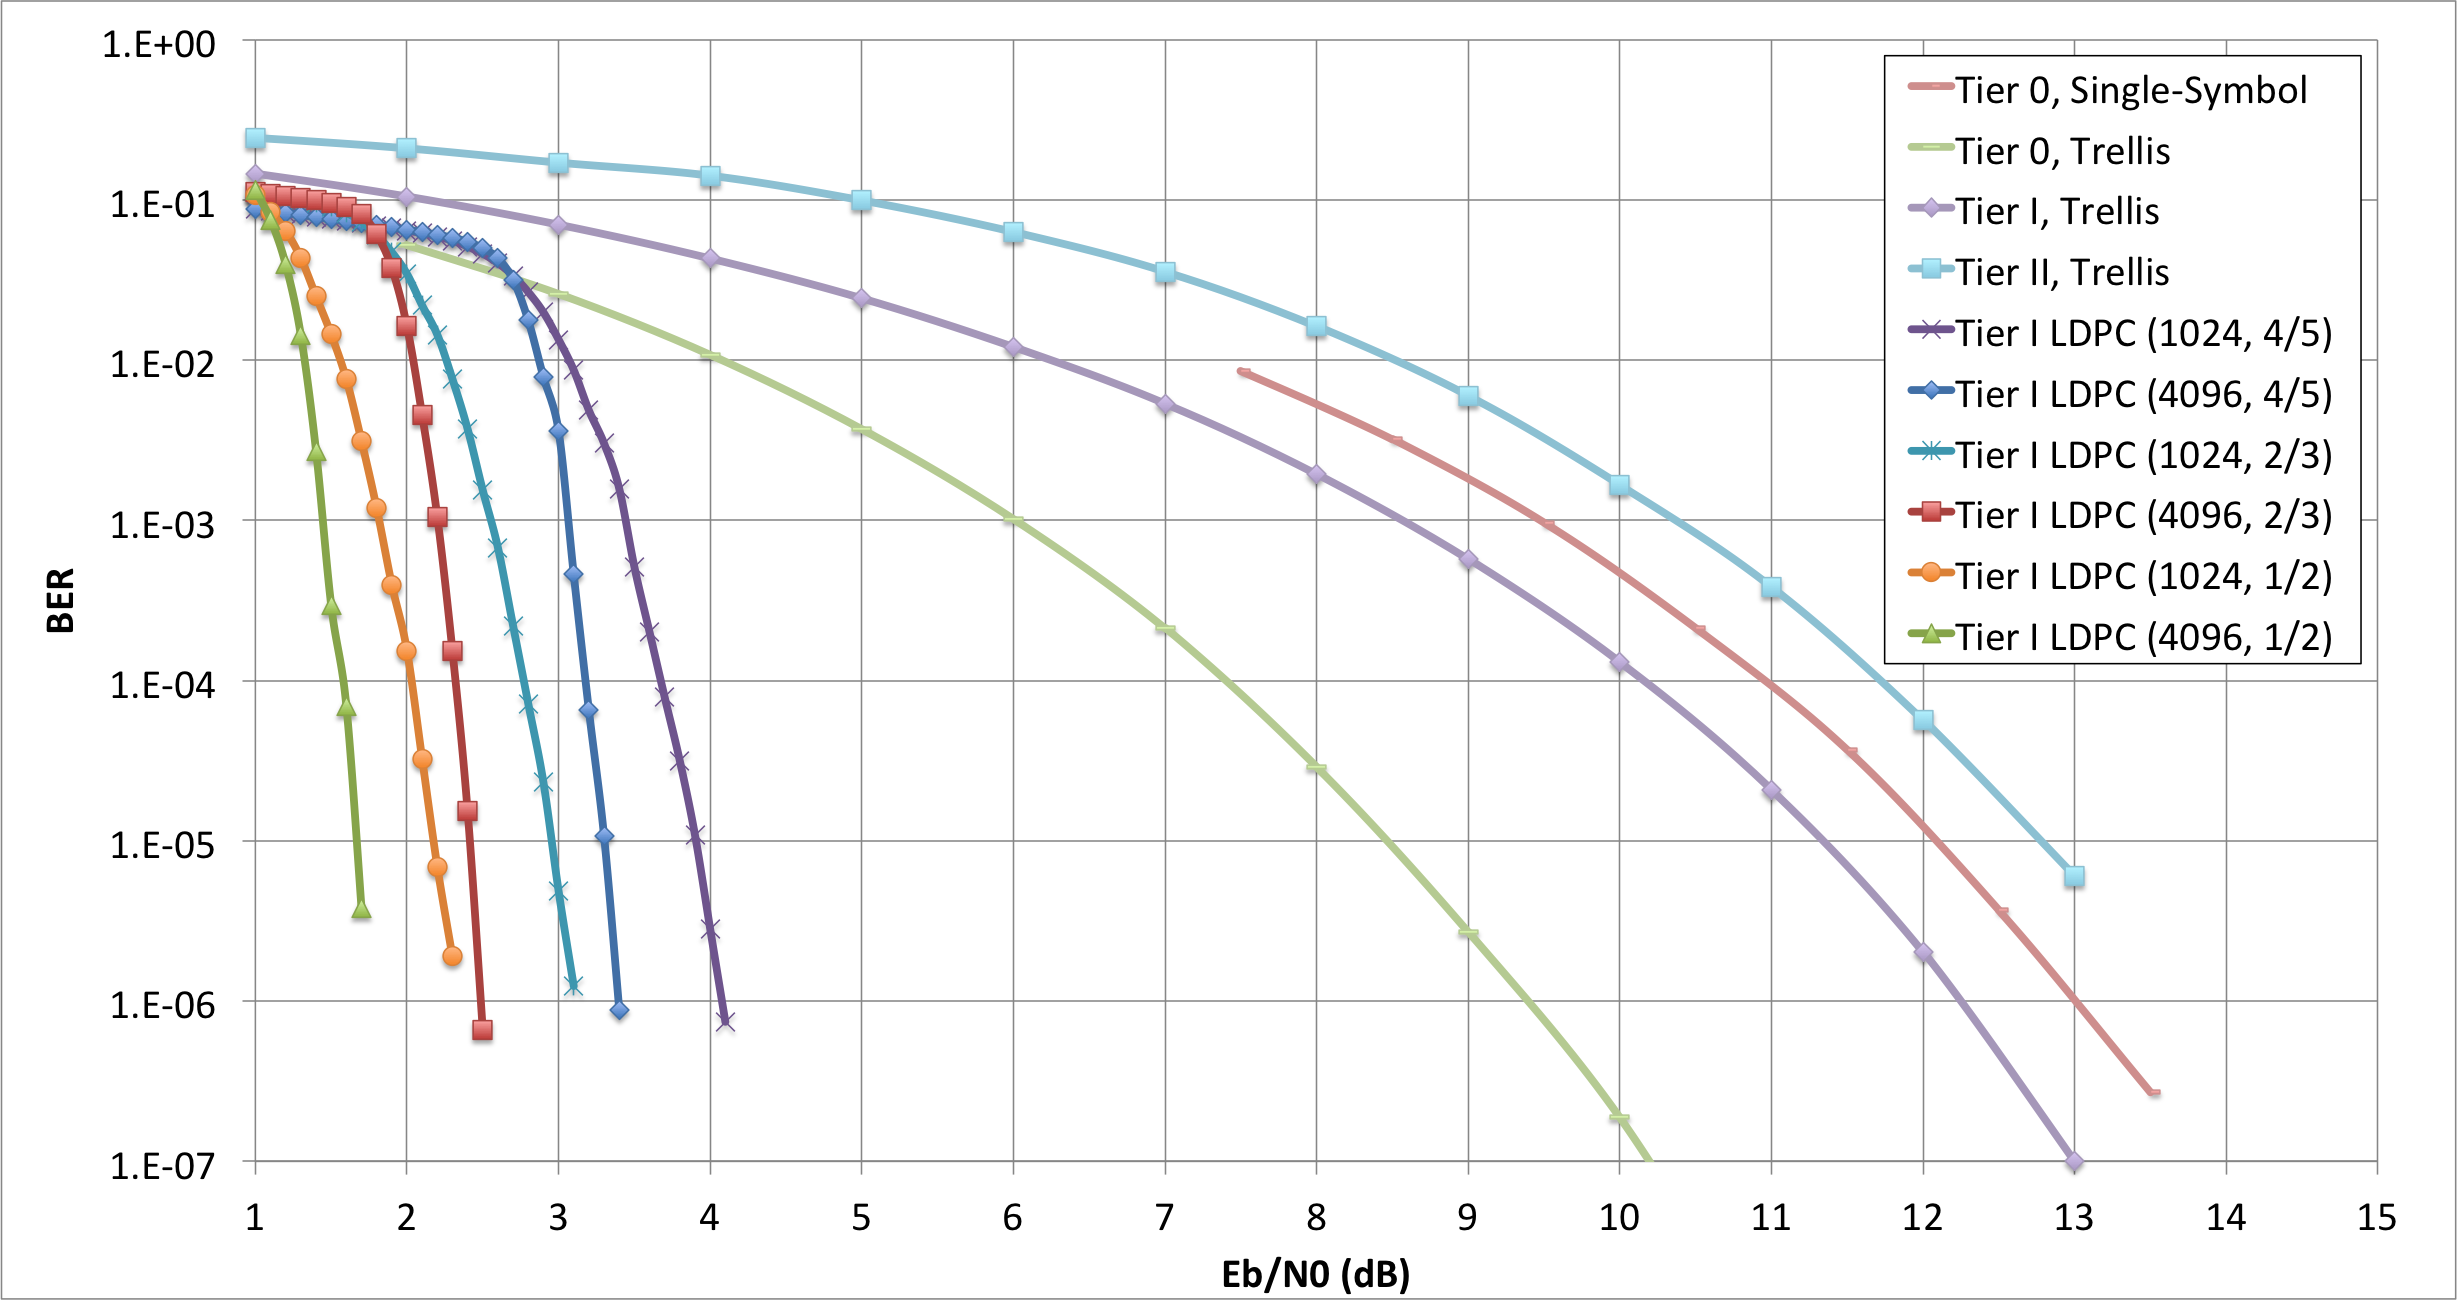 1.E+00
1.E-01
1.E-02
1.E-03
1.E-04
1.E-05
1.E-06
1.E-07
BER
1 2 3 4 5 6 7 8 9 10 11 12 13 14 15
Eb/N0 (dB)
Tier 0, Single-Symbol
Tier 0, Trellis
Tier I, Trellis
Tier II, Trellis
Tier I LDPC (1024, 4/5)
Tier I LDPC (4096, 4/5)
Tier I LDPC (1024, 2/3)
Tier I LDPC (4096, 2/3)
Tier I LDPC (1024, 1/2)
Tier I LDPC (4096, 1/2)